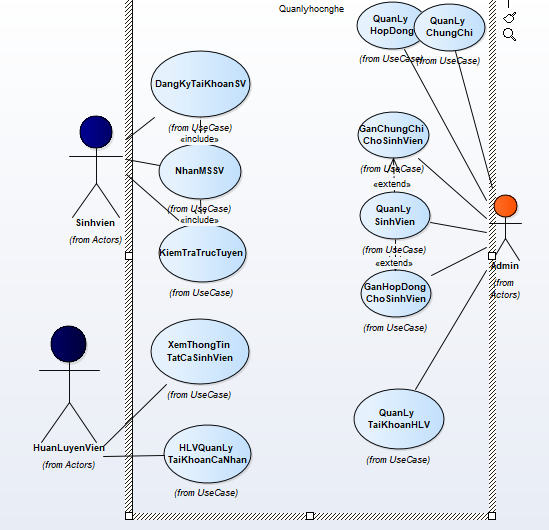 Quanlyhocnghe
QuanLy
HopDong
(from UseCase)
QuanLy
ChungChi
(from UseCase)
DangKyTaiKhoanSV
(from UseCase)
«include»
NhanMSSV
(from UseCase)
«include»
KiemTraTrucTuyen
(from UseCase)
Sinhvien
(from Actors)
GanChungChi
ChoSinhVien
(from UseCase)
«extend»
QuanLy
SinhVien
(from UseCase)
«extend»
GanHopDong
ChoSinhVien
(from UseCase)
Admin
(from
Actors)
XemThongTin
TatCaSinhVien
(from UseCase)
HuanLuyenVien
(from Actors)
HLVQuanLy
TaiKhoanCaNhan
(from UseCase)
QuanLy
TaiKhoanHLV
(from UseCase)